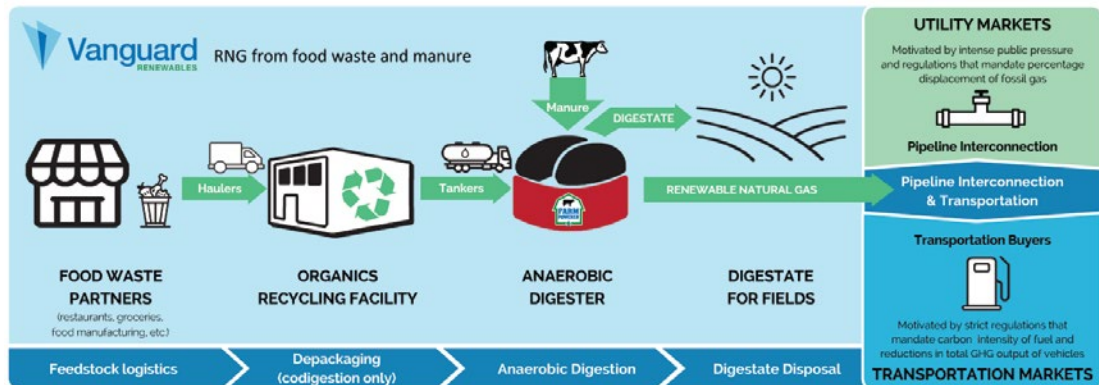 Vanguard
RENEWABLES
RNG from food waste and manure
Manure
DIGESTATE
Haulers
Tankers
FARM
POWERED
RENEWABLE NATURAL GAS
FOOD WASTE
PARTNERS
(restaurants, groceries,
food manufacturing, etc.)
ORGANICS
RECYCLING FACILITY
ANAEROBIC
DIGESTER
DIGESTATE
FOR FIELDS
Feedstock logistics
Depackaging
(codigestion only)
Anaerobic Digestion
Digestate Disposal
UTILITY MARKETS
Motivated by intense public pressure
and regulations that mandate percentage
displacement of fossil gas
Pipeline Interconnection
Pipeline Interconnection
& Transportation
Transportation Buyers
Motivated by strict regulations that
mandate carbon intensity of fuel and
reductions in total GHG output of vehicles
TRANSPORTATION MARKETS